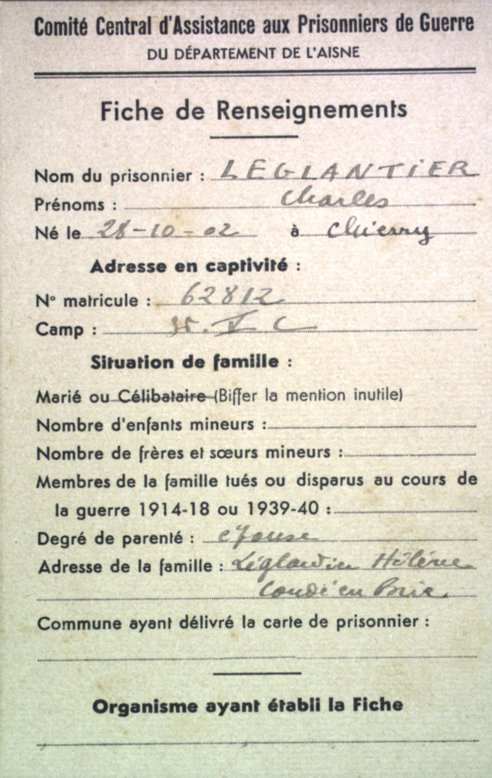 Comité Central d'Assistance aux Prisonniers de Guerre
DU DÉPARTEMENT DE L'AISNE
Fiche de Renseignements
Nom du prisonnier : LEGLANTIER
Prénoms : Charles
Né le 28-10-02 à Chierry
Adresse en captivité :
N° matricule : 62812
Camp : C
Situation de famille :
Marié ou Célibataire (Biffer la mention inutile)
Nombre d'enfants mineurs :
Nombre de frères et sœurs mineurs :
Membres de la famille tués ou disparus au cours de
la guerre 1914-18 ou 1939-40 :
Degré de parenté : epouse
Adresse de la famille : Hélène
Condé en Brie
Commune ayant délivré la carte de prisonnier :
Organisme ayant établi la Fiche